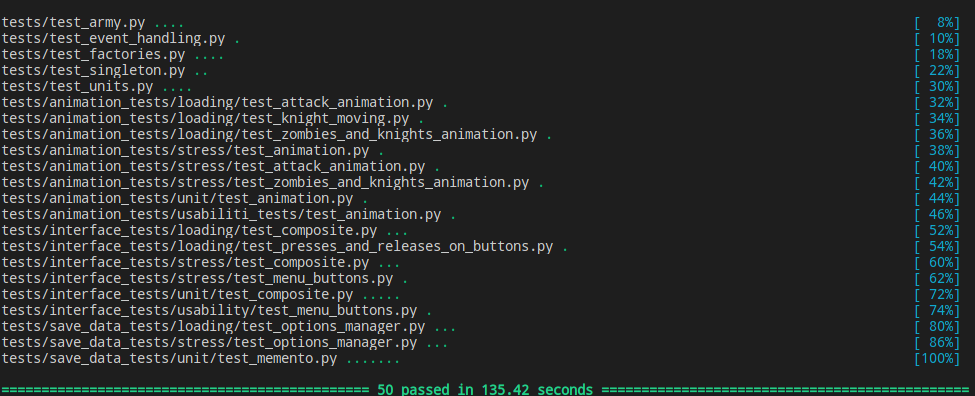 tests/test_army.py .... [  8%]
tests/test_event_handling.py . [ 10%]
tests/test_factories.py .... [ 18%]
tests/test_singleton.py .. [ 22%]
tests/test_units.py .... [ 30%]
tests/animation_tests/loading/test_attack_animation.py . [ 32%]
tests/animation_tests/loading/test_knight_moving.py . [ 34%]
tests/animation_tests/loading/test_zombies_and_knights_animation.py . [ 36%]
tests/animation_tests/stress/test_animation.py . [ 38%]
tests/animation_tests/stress/test_attack_animation.py . [ 40%]
tests/animation_tests/stress/test_zombies_and_knights_animation.py . [ 42%]
tests/animation_tests/unit/test_animation.py . [ 44%]
tests/animation_tests/usabiliti_tests/test_animation.py . [ 46%]
tests/interface_tests/loading/test_composite.py ... [ 52%]
tests/interface_tests/loading/test_presses_and_releases_on_buttons.py . [ 54%]
tests/interface_tests/stress/test_composite.py ... [ 60%]
tests/interface_tests/stress/test_menu_buttons.py . [ 62%]
tests/interface_tests/unit/test_composite.py ..... [ 72%]
tests/interface_tests/usability/test_menu_buttons.py . [ 74%]
tests/save_data_tests/loading/test_options_manager.py ... [ 80%]
tests/save_data_tests/stress/test_options_manager.py ... [ 86%]
tests/save_data_tests/unit/test_memento.py ....... [100%]
============================================== 50 passed in 135.42 seconds ==============================================